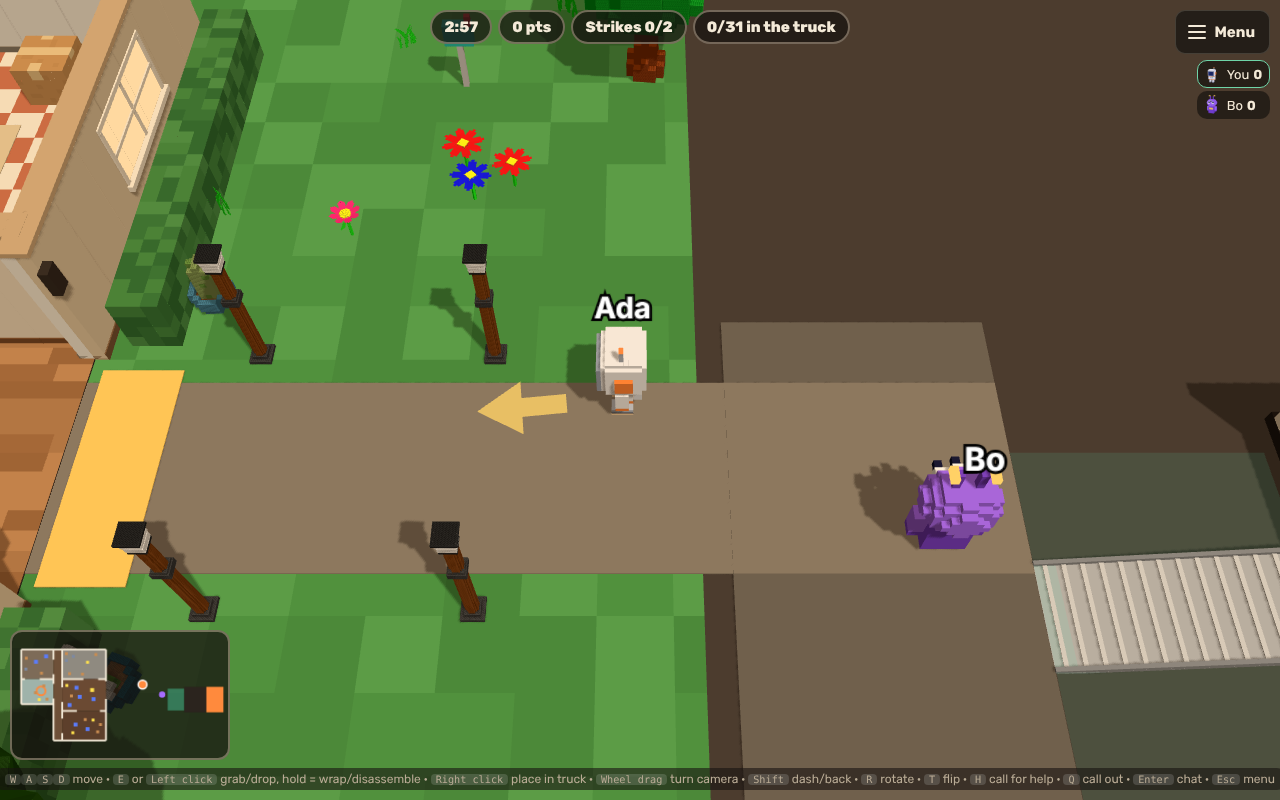 2:57
0 pts
Strikes 0/2
0/31 in the truck
Menu
You 0
Bo 0
Ada
Bo
W A S D move • E or Left click grab/drop, hold = wrap/disassemble • Right click place in truck • Wheel drag turn camera • Shift dash/back • R rotate • T flip • H call for help • Q call out • Enter chat • Esc menu